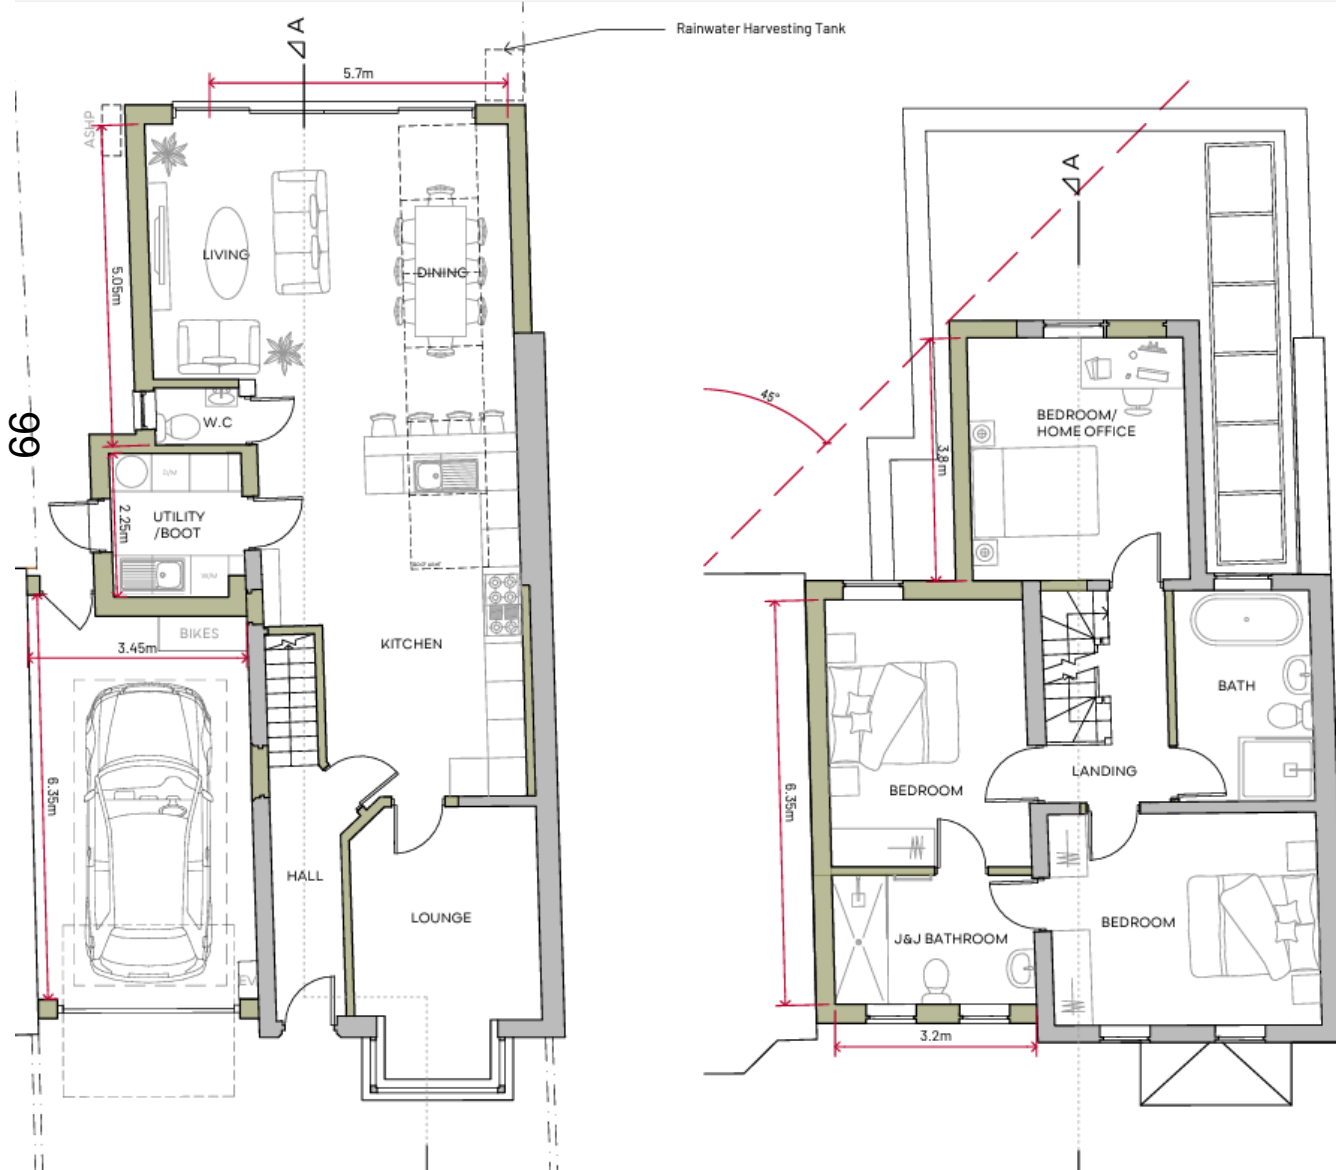 Rainwater Harvesting Tank
A
5.7m
ASHP
LIVING
DINING
5.05m
W.C
66
D/M
UTILITY
/BOOT
2.25m
W/M
BIKES
3.45m
KITCHEN
6.35m
HALL
LOUNGE
EV
A
45°
BEDROOM/
HOME OFFICE
3.8m
BATH
LANDING
BEDROOM
6.35m
BEDROOM
J&J BATHROOM
3.2m